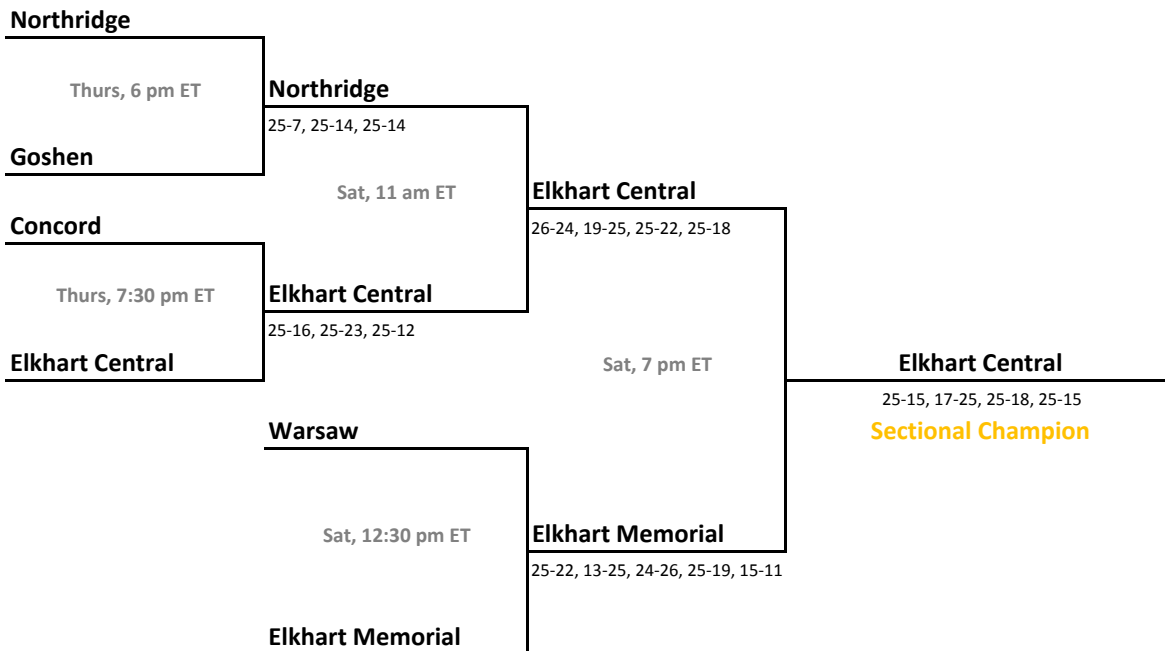 Northridge
Thurs, 6 pm ET
Northridge
25-7, 25-14, 25-14
Goshen
Sat, 11 am ET
Elkhart Central
26-24, 19-25, 25-22, 25-18
Concord
Thurs, 7:30 pm ET
Elkhart Central
25-16, 25-23, 25-12
Elkhart Central
Sat, 7 pm ET
Elkhart Central
25-15, 17-25, 25-18, 25-15
Sectional Champion
Warsaw
Sat, 12:30 pm ET
Elkhart Memorial
25-22, 13-25, 24-26, 25-19, 15-11
Elkhart Memorial